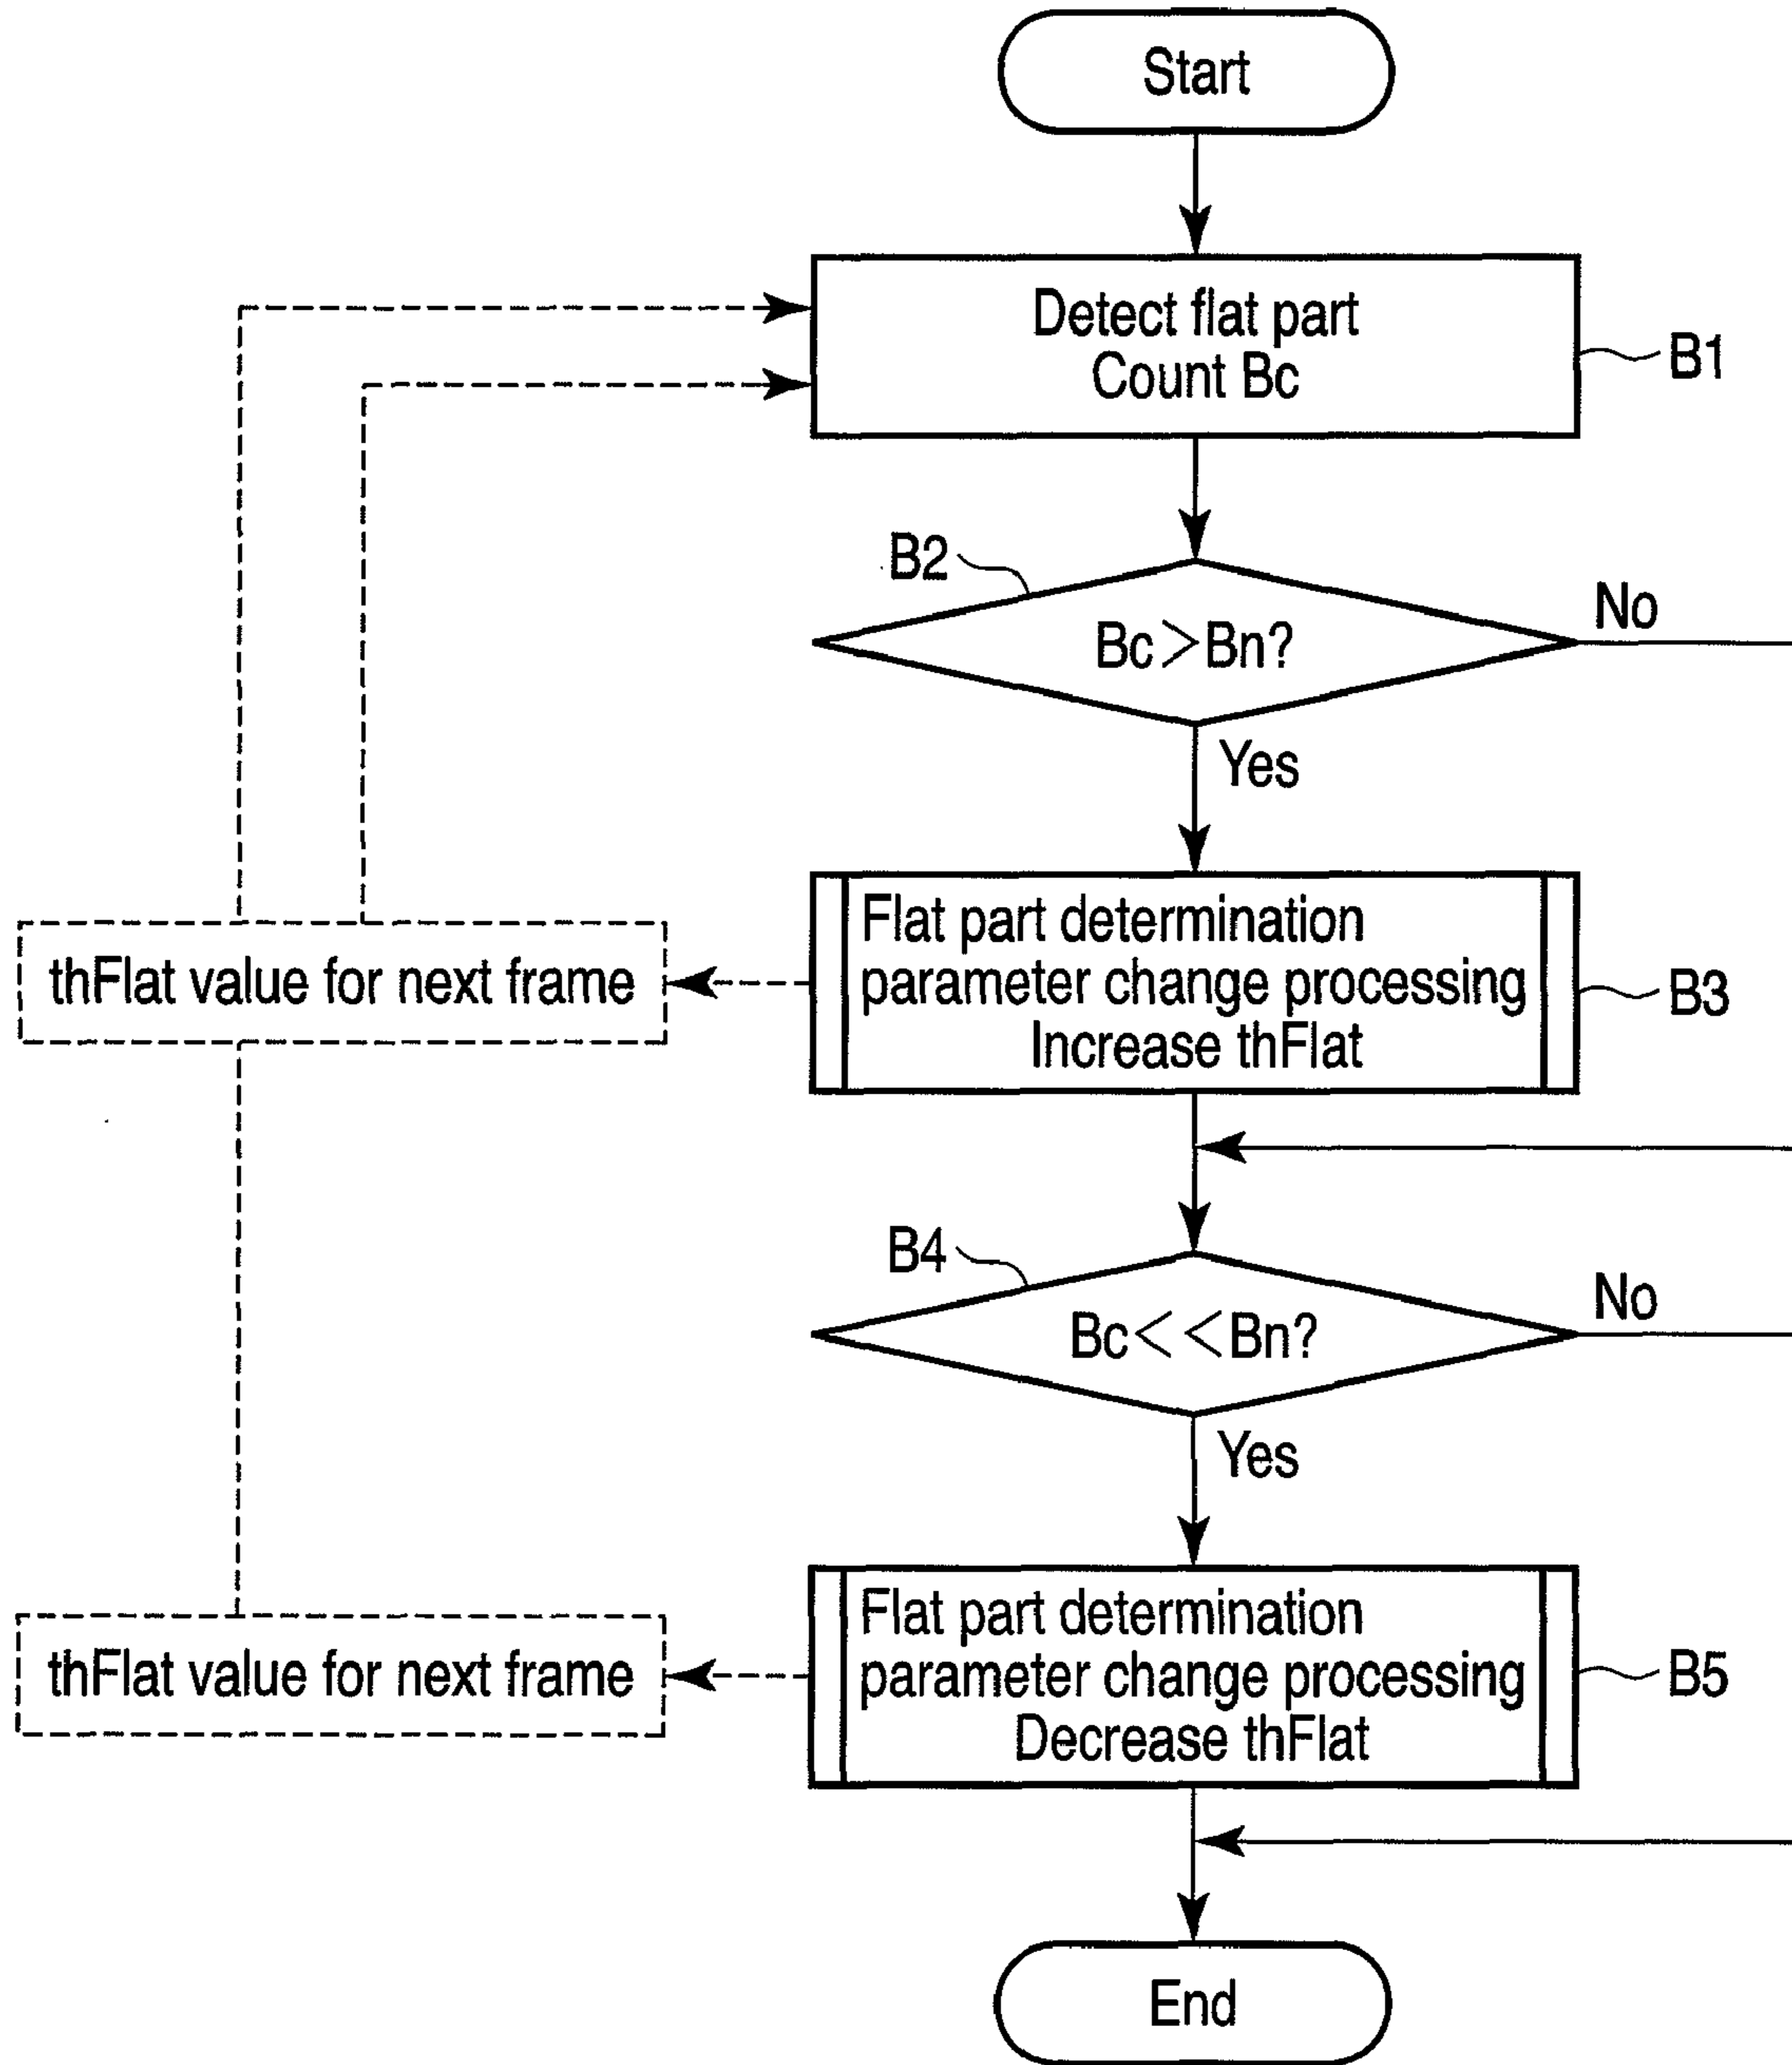 Start
Detect flat part
Count Bc
B1
B2
Bc>Bn?
No
Yes
Flat part determination
parameter change processing
Increase thFlat
B3
thFlat value for next frame
B4
Bc<<Bn?
No
Yes
Flat part determination
parameter change processing
Decrease thFlat
B5
thFlat value for next frame
End